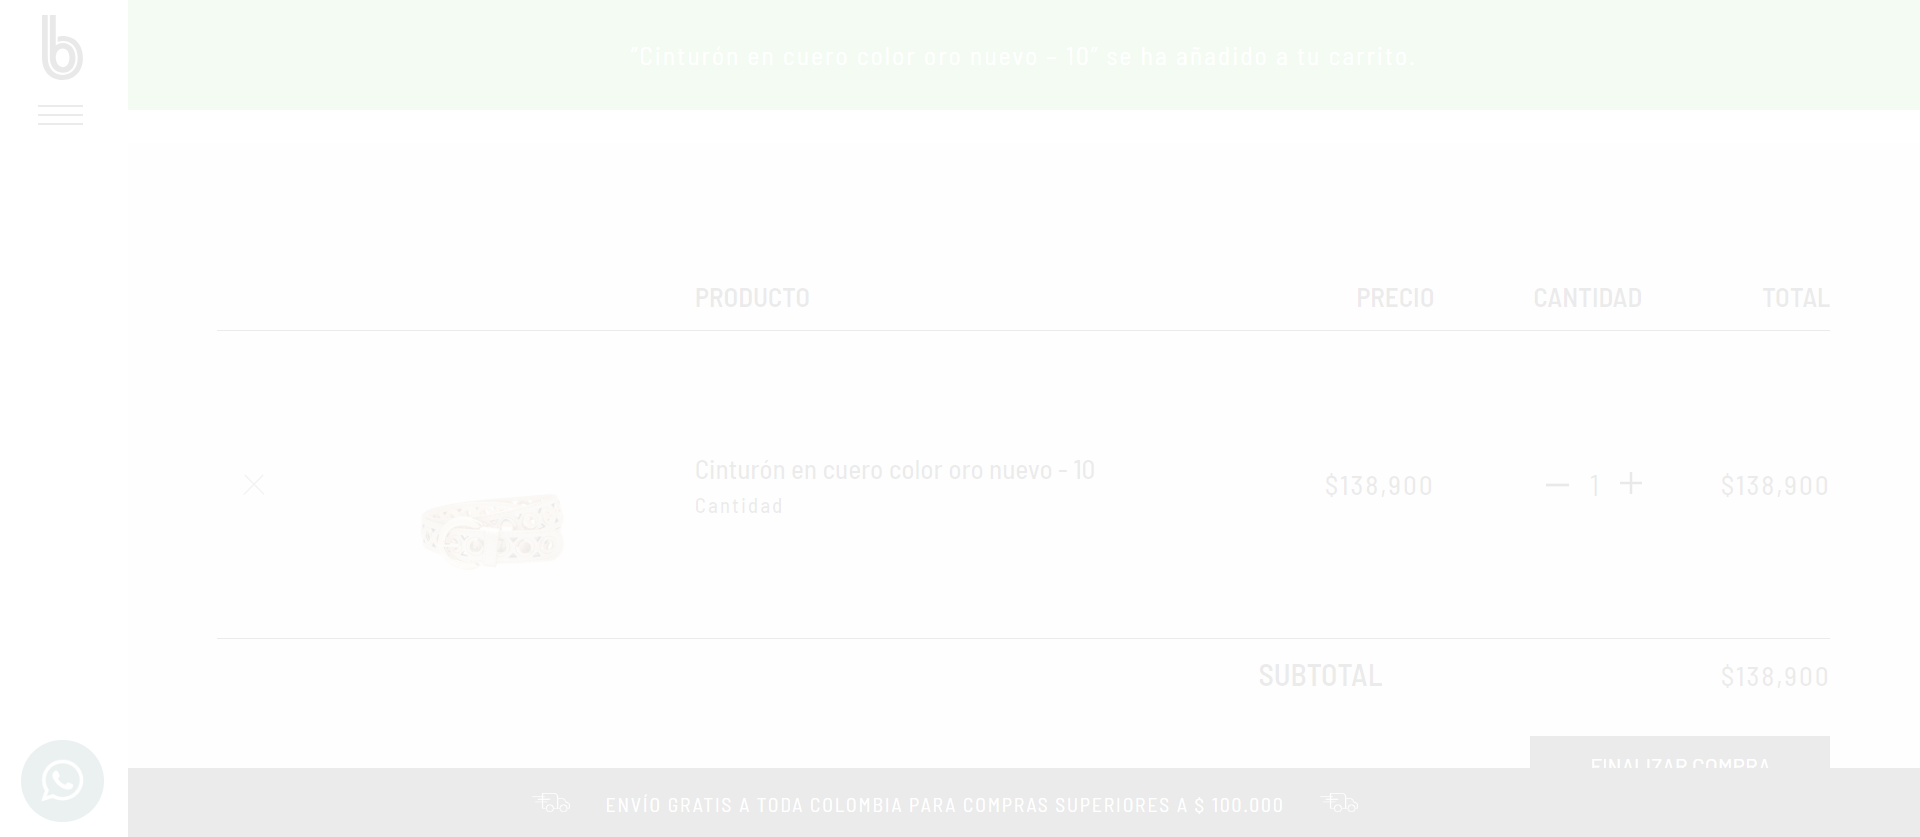 b
"Cinturón en cuero color oro nuevo - 10" se ha añadido a tu carrito.
PRODUCTO PRECIO CANTIDAD TOTAL
Cinturón en cuero color oro nuevo - 10
Cantidad
$138,900 1 $138,900
SUBTOTAL $138,900
FINALIZAR COMPRA
ENVÍO GRATIS A TODA COLOMBIA PARA COMPRAS SUPERIORES A $ 100.000